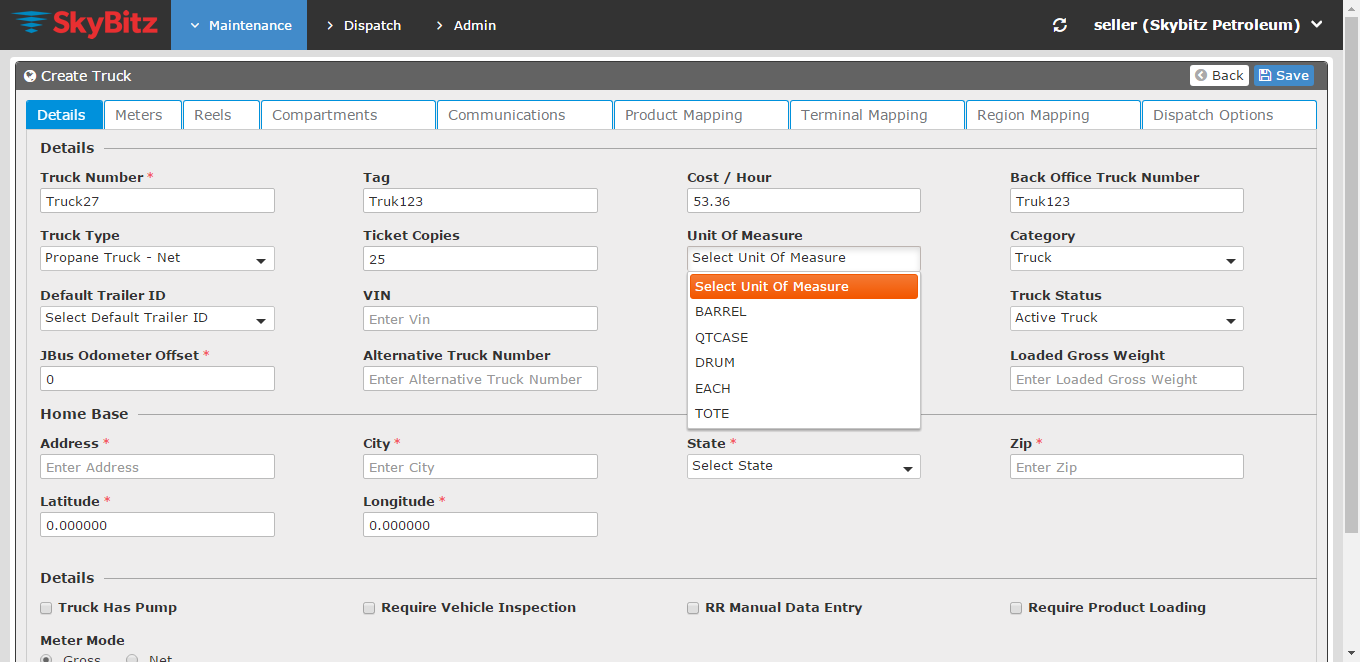 SkyBitz
Maintenance
Dispatch
Admin
seller (Skybitz Petroleum)
Create Truck
Back
Save
Details
Meters
Reels
Compartments
Communications
Product Mapping
Terminal Mapping
Region Mapping
Dispatch Options
Details
Truck Number *
Tag
Cost / Hour
Back Office Truck Number
Truck27
Truk123
53.36
Truk123
Truck Type
Ticket Copies
Unit Of Measure
Category
Propane Truck - Net
25
Select Unit Of Measure
Truck
Select Unit Of Measure
BARREL
QTCASE
DRUM
EACH
TOTE
Default Trailer ID
VIN
Truck Status
Select Default Trailer ID
Enter Vin
Active Truck
JBus Odometer Offset *
Alternative Truck Number
Loaded Gross Weight
0
Enter Alternative Truck Number
Enter Loaded Gross Weight
Home Base
Address *
City *
State *
Zip *
Enter Address
Enter City
Select State
Enter Zip
Latitude *
Longitude *
0.000000
0.000000
Details
Truck Has Pump
Require Vehicle Inspection
RR Manual Data Entry
Require Product Loading
Meter Mode
Gross
Net